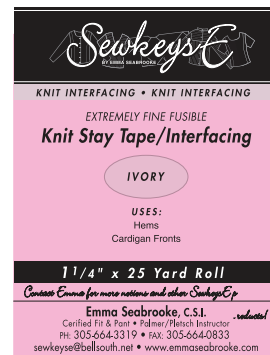 SewkeysE
BY EMMA SEABROOKE
KNIT INTERFACING • KNIT INTERFACING
EXTREMELY FINE FUSIBLE
Knit Stay Tape/Interfacing
IVORY
USES:
Hems
Cardigan Fronts
1 1/4" x 25 Yard Roll
Contact Emma for more notions and other SewkeysE p
roducts!
Emma Seabrooke, C.S.I.
Cerified Fit & Pant • Palmer/Pletsch Instructor
PH: 305-664-3319 • FAX: 305-664-0833
sewkeyse@bellsouth.net • www.emmaseabrooke.com